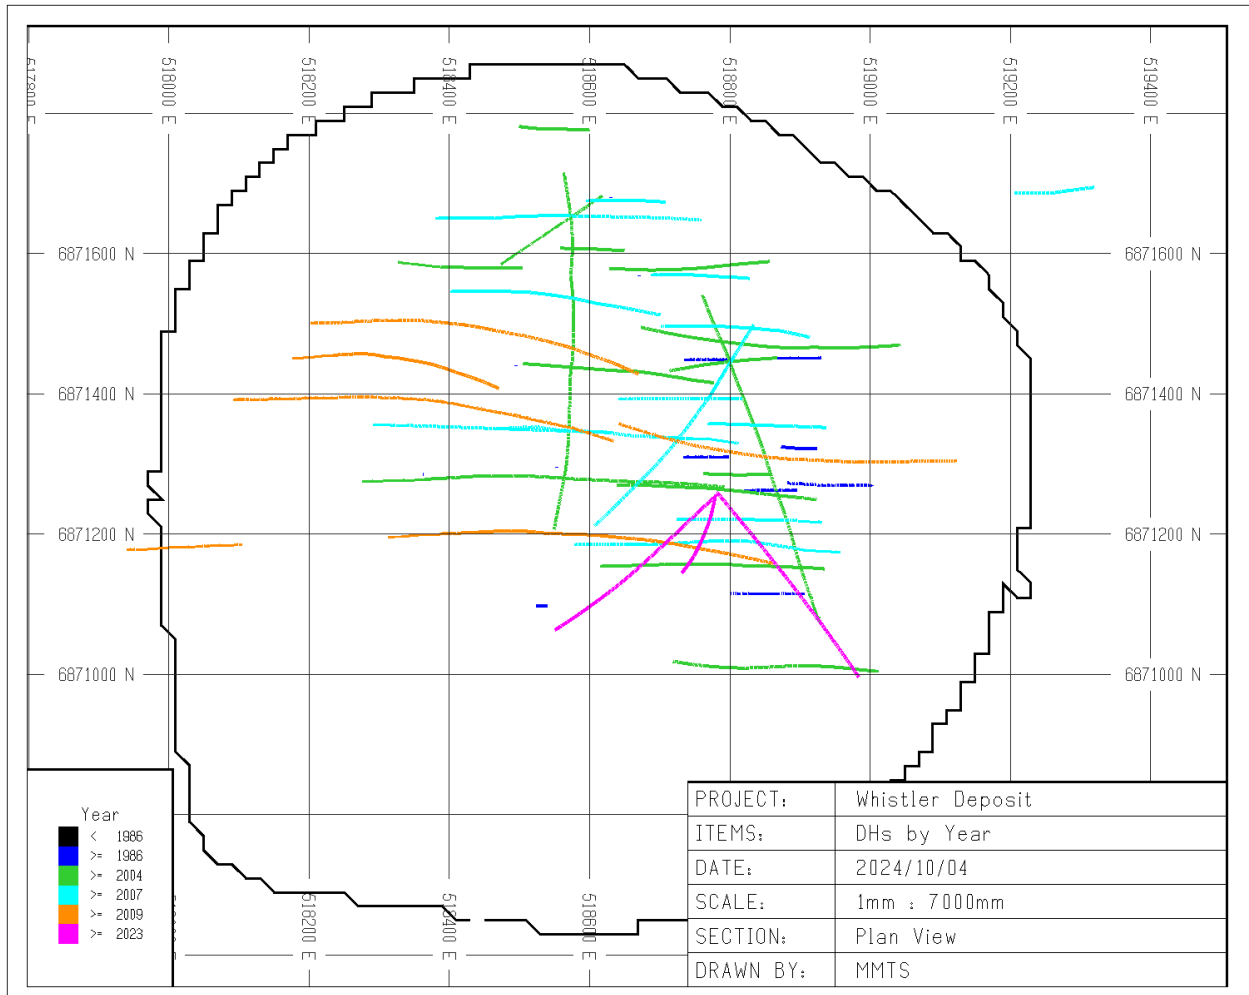 517800 E
518000 E
518200 E
518400 E
518600 E
518800 E
519000 E
519200 E
519400 E
6871600 N
6871600 N
6871400 N
6871400 N
6871200 N
6871200 N
6871000 N
6871000 N
518200 E
518400 E
518600 E
Year
< 1986
>= 1986
>= 2004
>= 2007
>= 2009
>= 2023
PROJECT: Whistler Deposit
ITEMS: DHs by Year
DATE: 2024/10/04
SCALE: 1mm : 7000mm
SECTION: Plan View
DRAWN BY: MMTS